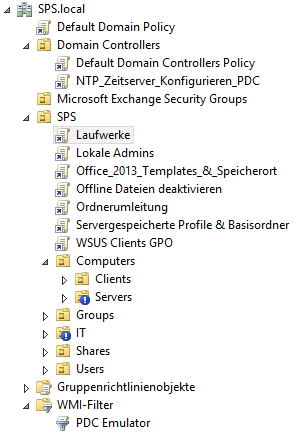 SPS.local
Default Domain Policy
Domain Controllers
Default Domain Controllers Policy
NTP_Zeitserver_Konfigurieren_PDC
Microsoft Exchange Security Groups
SPS
Laufwerke
Lokale Admins
Office_2013_Templates_&_Speicherort
Offline Dateien deaktivieren
Ordnerumleitung
Servergespeicherte Profile & Basisordner
WSUS Clients GPO
Computers
Clients
Servers
Groups
IT
Shares
Users
Gruppenrichtlinienobjekte
WMI-Filter
PDC Emulator